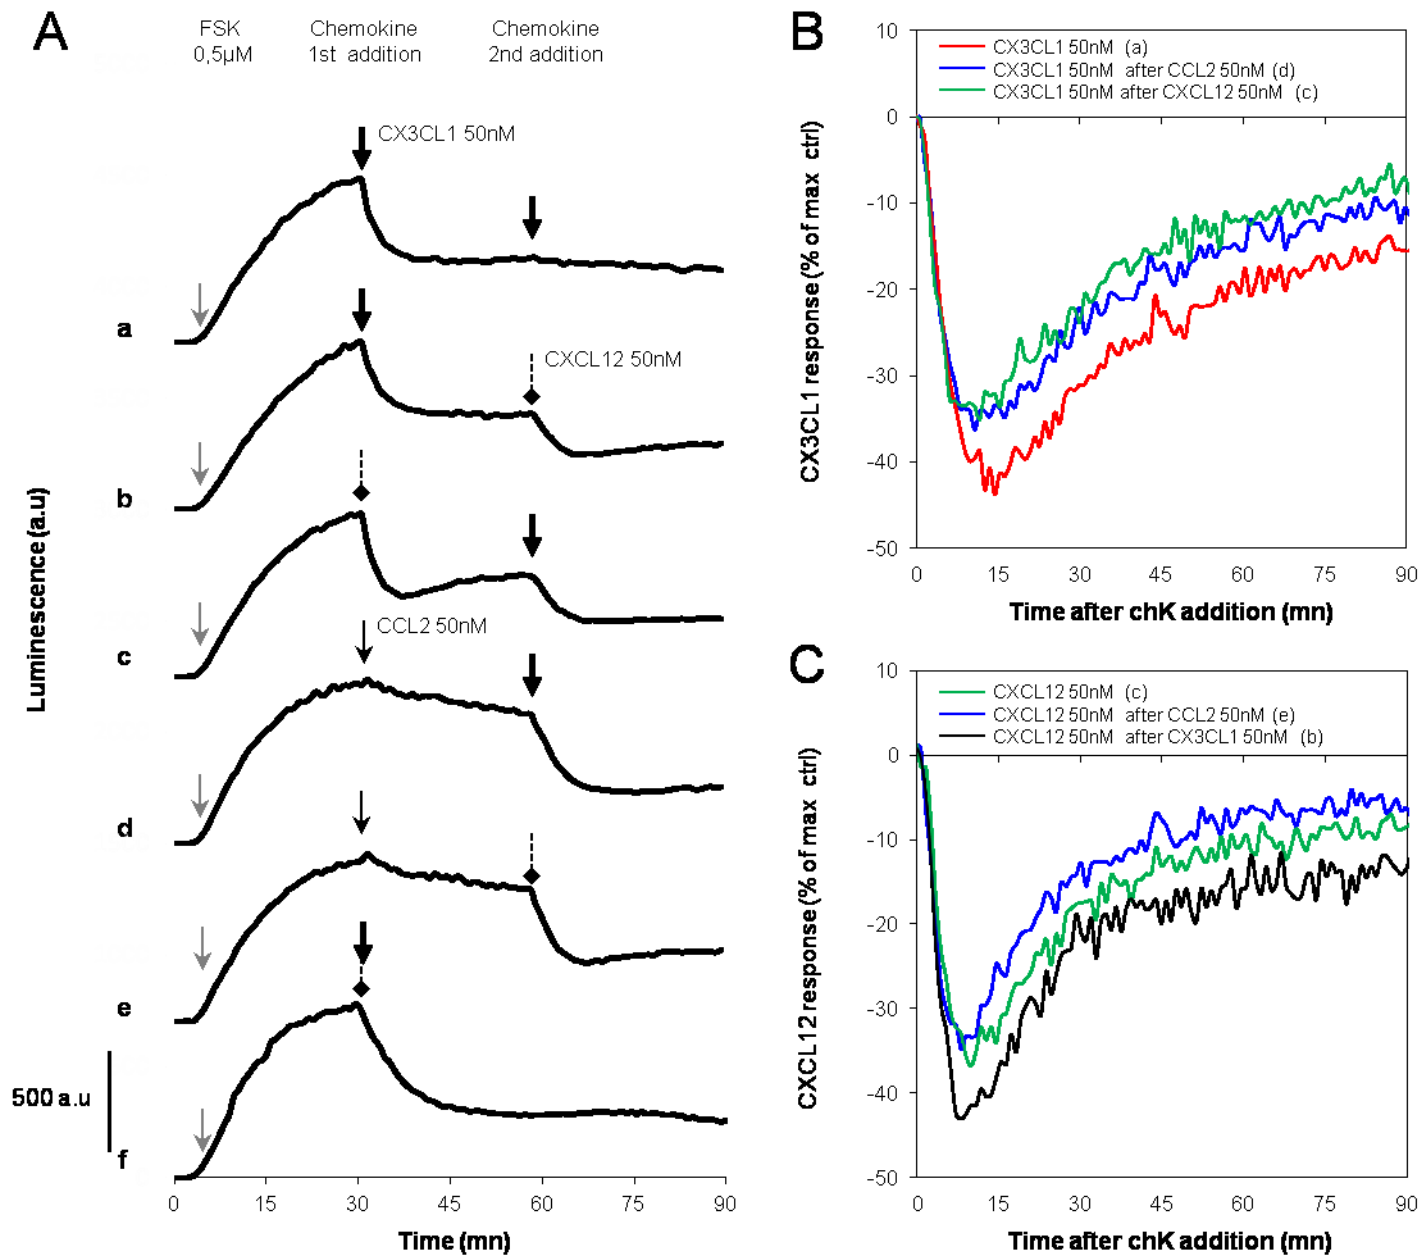 A
FSK
0,5µM
Chemokine
1st addition
Chemokine
2nd addition
CX3CL1 50nM
a
CXCL12 50nM
b
c
CCL2 50nM
d
e
f
Luminescence (a.u)
500 a.u
0 15 30 45 60 75 90
Time (mn)
B
CX3CL1 50nM (a)
CX3CL1 50nM after CCL2 50nM (d)
CX3CL1 50nM after CXCL12 50nM (c)
10
0
-10
-20
-30
-40
-50
CX3CL1 response (% of max ctrl)
0 15 30 45 60 75 90
Time after chK addition (mn)
C
CXCL12 50nM (c)
CXCL12 50nM after CCL2 50nM (e)
CXCL12 50nM after CX3CL1 50nM (b)
10
0
-10
-20
-30
-40
-50
CXCL12 response (% of max ctrl)
0 15 30 45 60 75 90
Time after chK addition (mn)